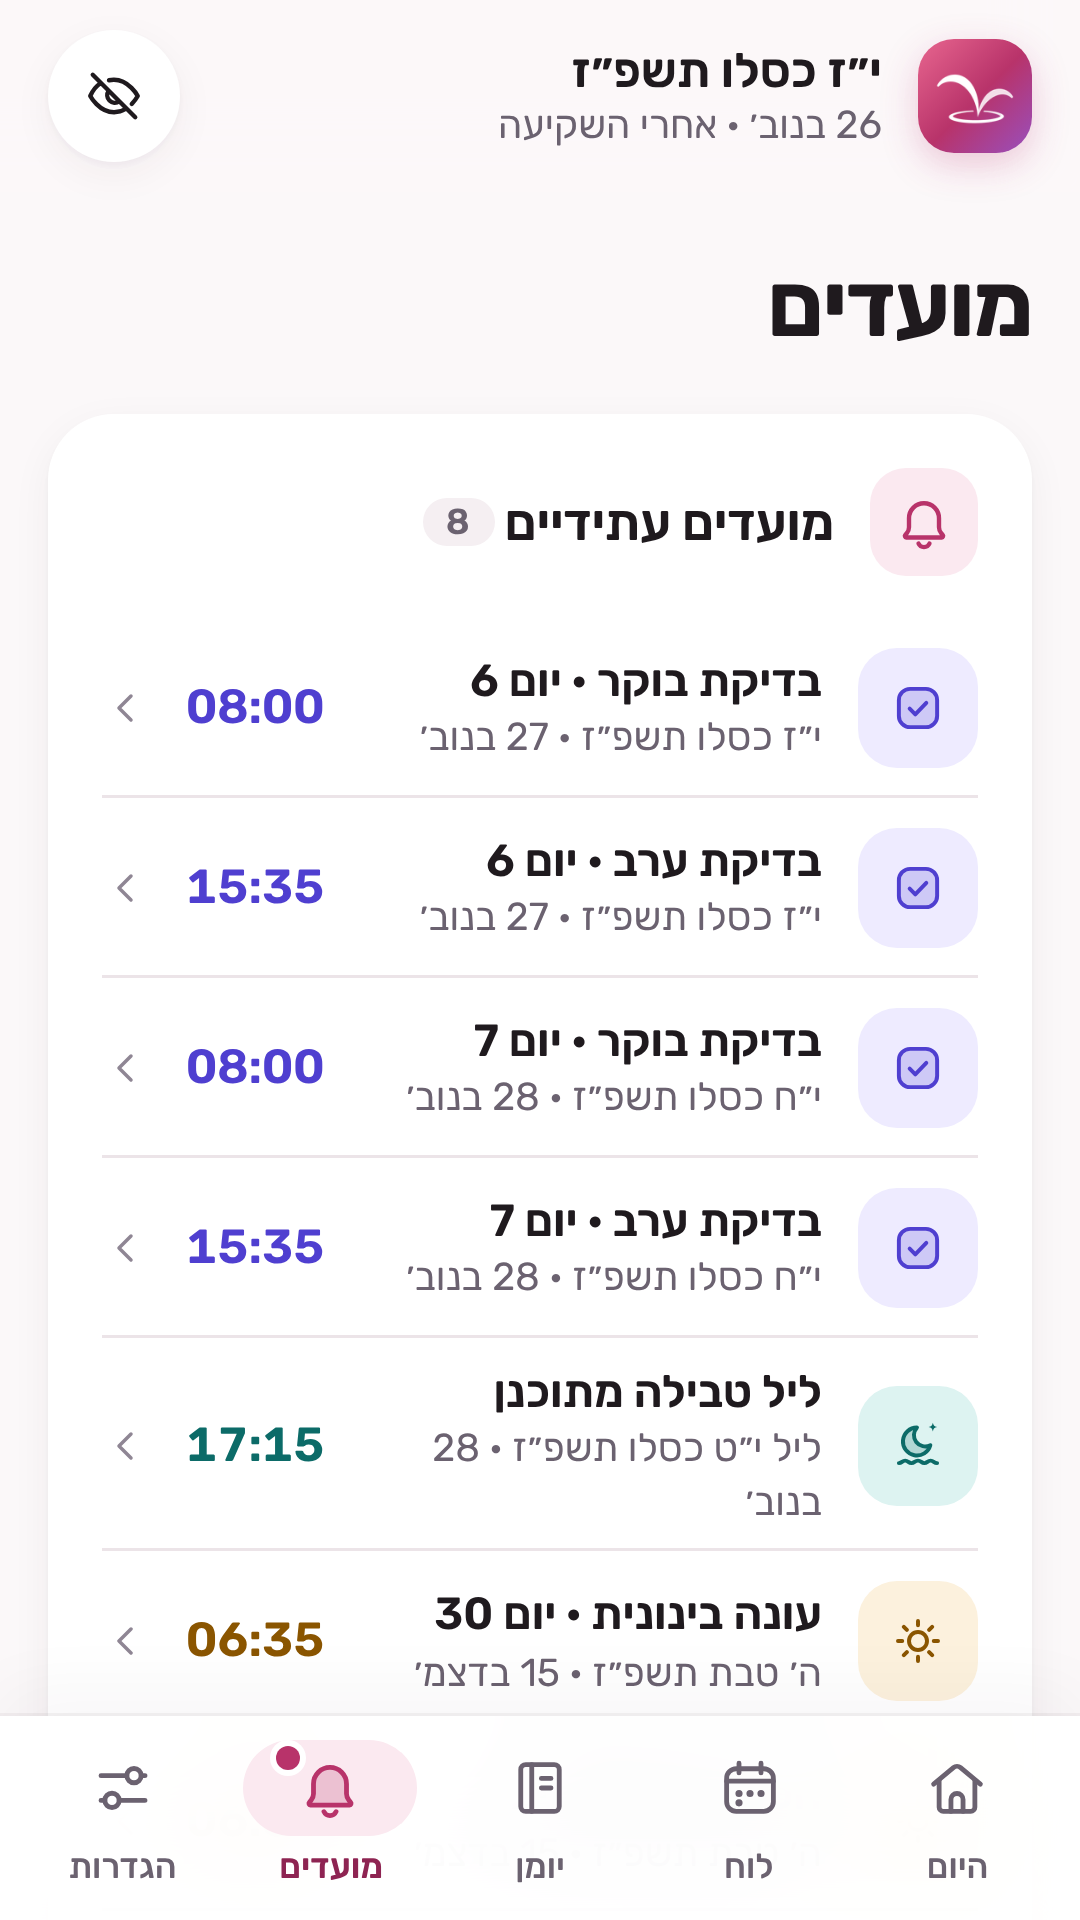 י״ז כסלו תשפ״ז
26 בנוב׳ • אחרי השקיעה
מועדים
מועדים עתידיים 8
בדיקת בוקר • יום 6
י״ז כסלו תשפ״ז • 27 בנוב׳
08:00
בדיקת ערב • יום 6
י״ז כסלו תשפ״ז • 27 בנוב׳
15:35
בדיקת בוקר • יום 7
י״ח כסלו תשפ״ז • 28 בנוב׳
08:00
בדיקת ערב • יום 7
י״ח כסלו תשפ״ז • 28 בנוב׳
15:35
ליל טבילה מתוכנן
ליל י״ט כסלו תשפ״ז • 28
בנוב׳
17:15
עונה בינונית • יום 30
ה׳ טבת תשפ״ז • 15 בדצמ׳
06:35
היום
לוח
יומן
מועדים
הגדרות